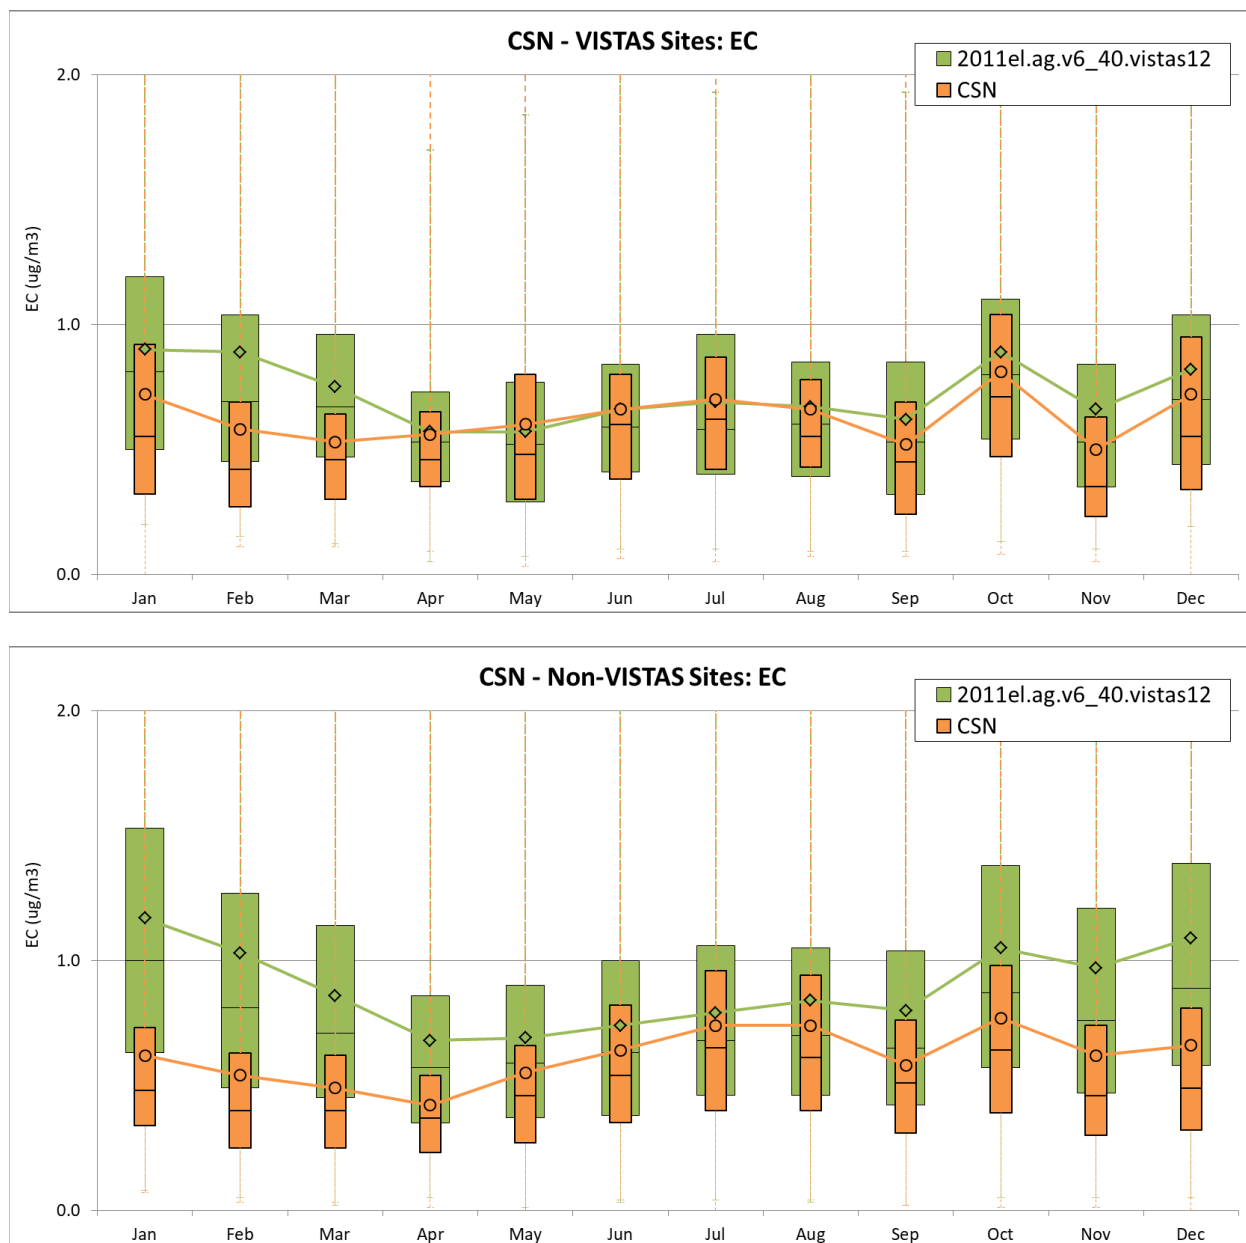 CSN - VISTAS Sites: EC
2011el.ag.v6_40.vistas12
CSN
2.0
1.0
0.0
EC (ug/m3)
Jan Feb Mar Apr May Jun Jul Aug Sep Oct Nov Dec
CSN - Non-VISTAS Sites: EC
2011el.ag.v6_40.vistas12
CSN
2.0
1.0
0.0
EC (ug/m3)
Jan Feb Mar Apr May Jun Jul Aug Sep Oct Nov Dec